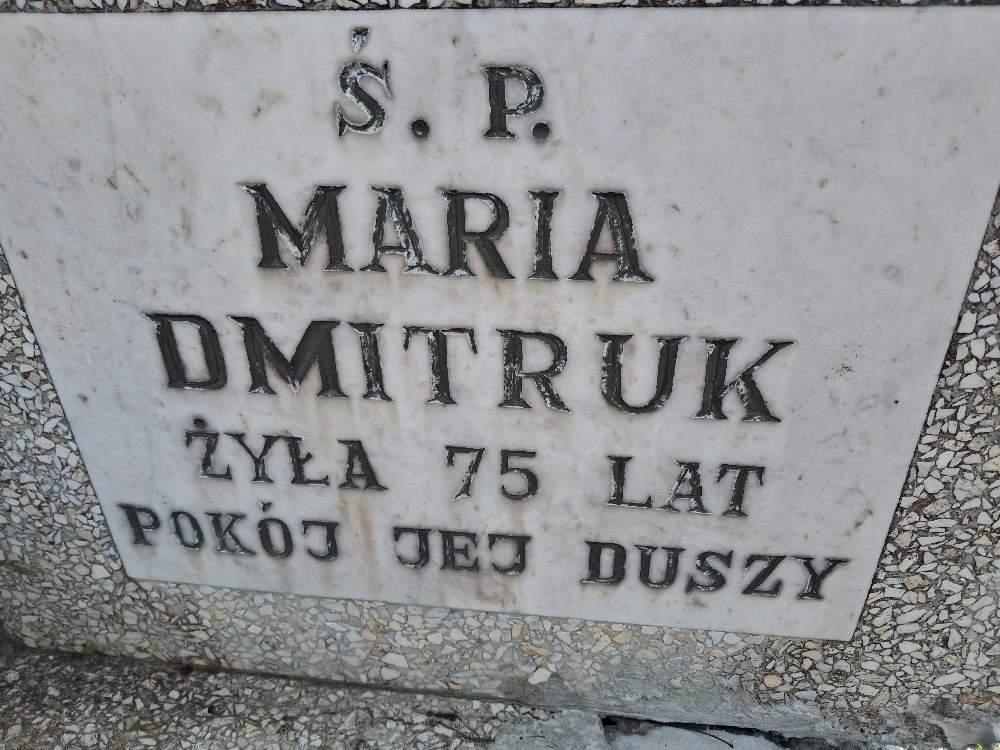 Ś. P.
MARIA
DMITRUK
ŻYŁA 75 LAT
POKÓJ JEJ DUSZY